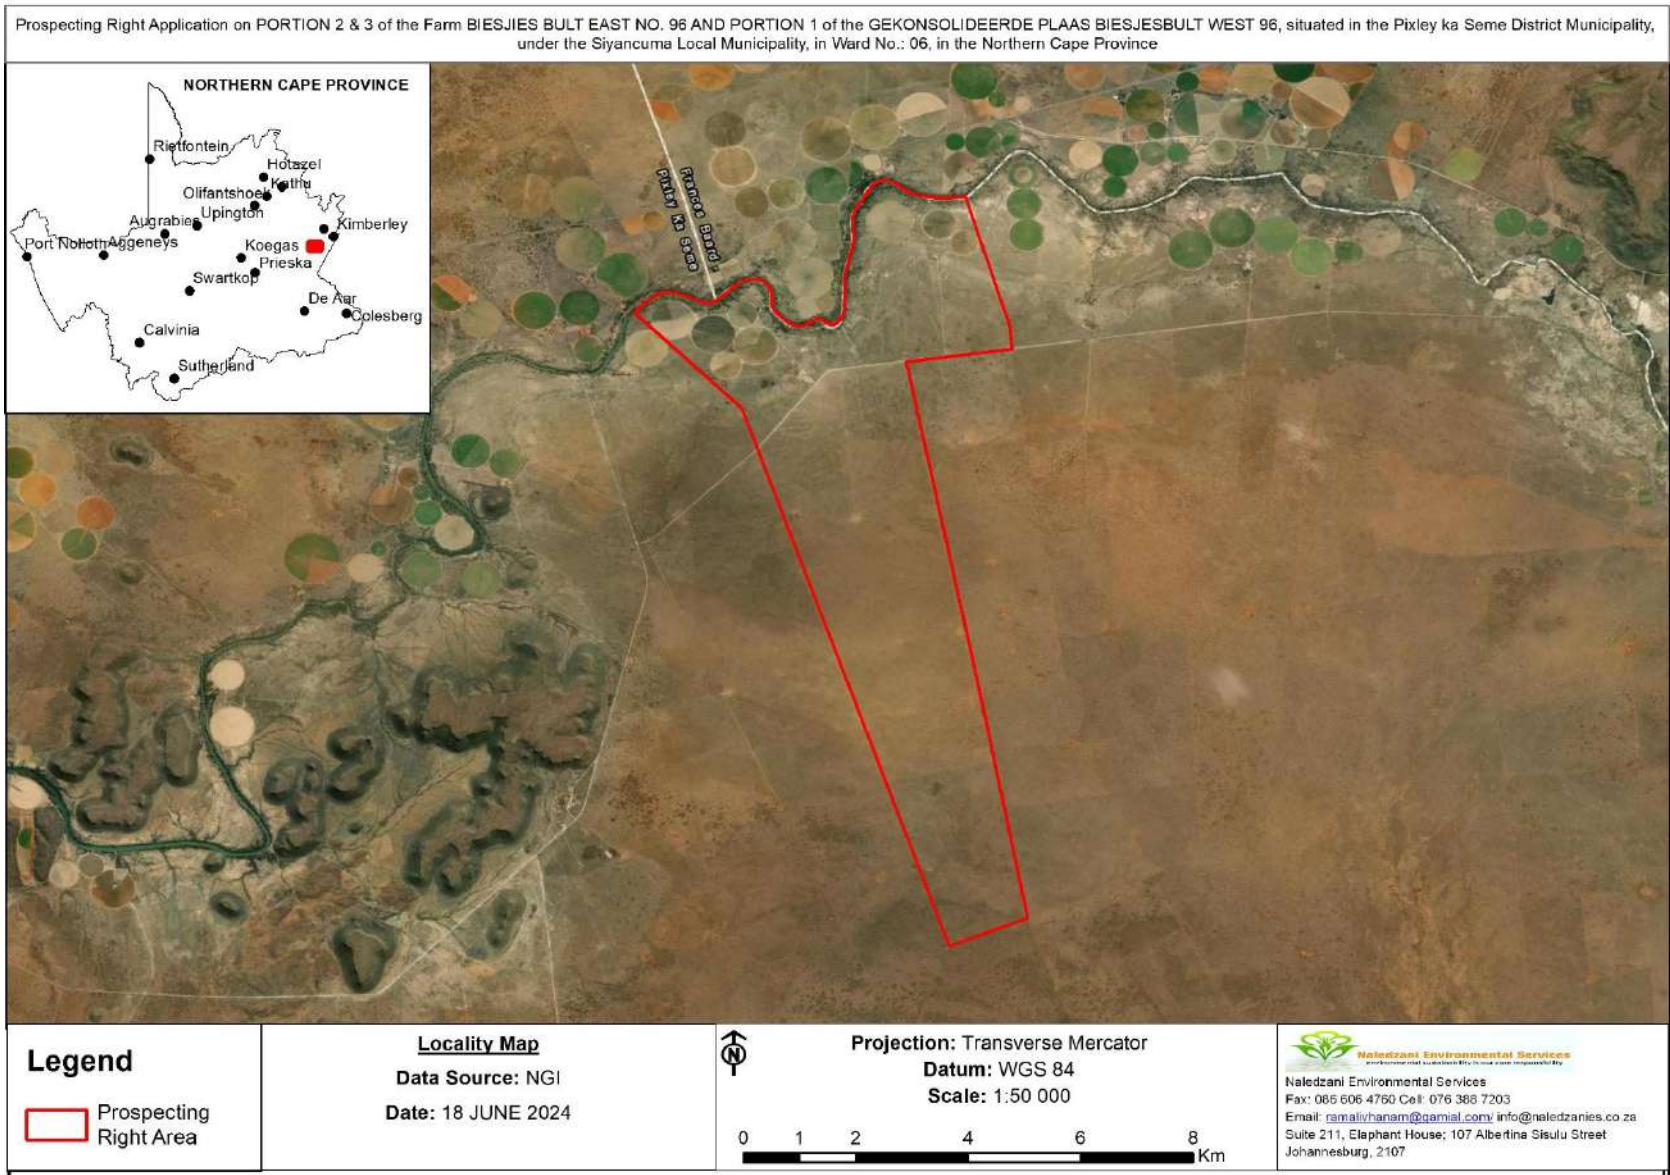 Prospecting Right Application on PORTION 2 & 3 of the Farm BIESJIES BULT EAST NO. 96 AND PORTION 1 of the GEKONSOLIDEERDE PLAAS BIESJESBULT WEST 96, situated in the Pixley ka Seme District Municipality,
under the Siyancuma Local Municipality, in Ward No.: 06, in the Northern Cape Province
NORTHERN CAPE PROVINCE
Rietfontein
Hotazel
Kathu
Olifantshoek
Upington
Augrabies
Kimberley
Port Nolloth
Aggeneys
Koegas
Prieska
Swartkop
De Aar
Colesberg
Calvinia
Sutherland
Frances Baard
Pixley Ka Seme
Legend
Prospecting
Right Area
Locality Map
Data Source: NGI
Date: 18 JUNE 2024
N
Projection: Transverse Mercator
Datum: WGS 84
Scale: 1:50 000
0 1 2 4 6 8
Km
Naledzani Environmental Services
environmental sustainability is our core responsibility
Naledzani Environmental Services
Fax: 086 606 4760 Cell: 076 388 7203
Email: ramalivhanam@gamial.com/ info@naledzanies.co.za
Suite 211, Elaphant House; 107 Albertina Sisulu Street
Johannesburg, 2107